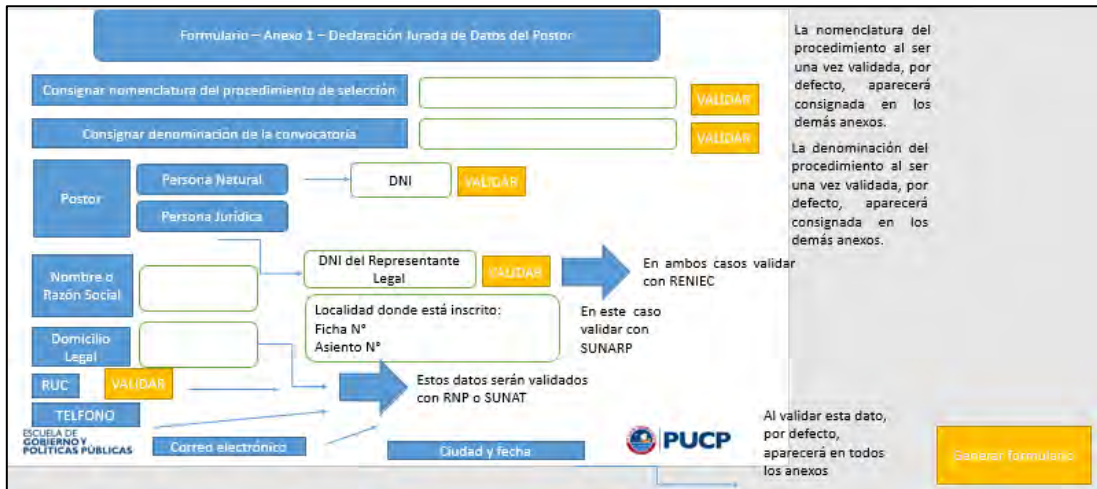 Formulario – Anexo 1 – Declaración Jurada de Datos del Postor
Consignar nomenclatura del procedimiento de selección
VALIDAR
Consignar denominación de la convocatoria
VALIDAR
La nomenclatura del
procedimiento al ser
una vez validada, por
defecto, aparecerá
consignada en los
demás anexos.
La denominación del
procedimiento al ser
una vez validada, por
defecto, aparecerá
consignada en los
demás anexos.
Postor
Persona Natural
DNI
VALIDAR
Persona Jurídica
Nombre o
Razón Social
DNI del Representante
Legal
VALIDAR
En ambos casos validar
con RENIEC
Localidad donde está inscrito:
Ficha N°
Asiento N°
En este caso
validar con
SUNARP
Domicilio
Legal
RUC
VALIDAR
Estos datos serán validados
con RNP o SUNAT
TELFONO
Correo electrónico
Ciudad y fecha
ESCUELA DE
GOBIERNO Y
POLÍTICAS PÚBLICAS
PUCP
Al validar esta dato,
por defecto,
aparecerá en todos
los anexos
Generar formulario